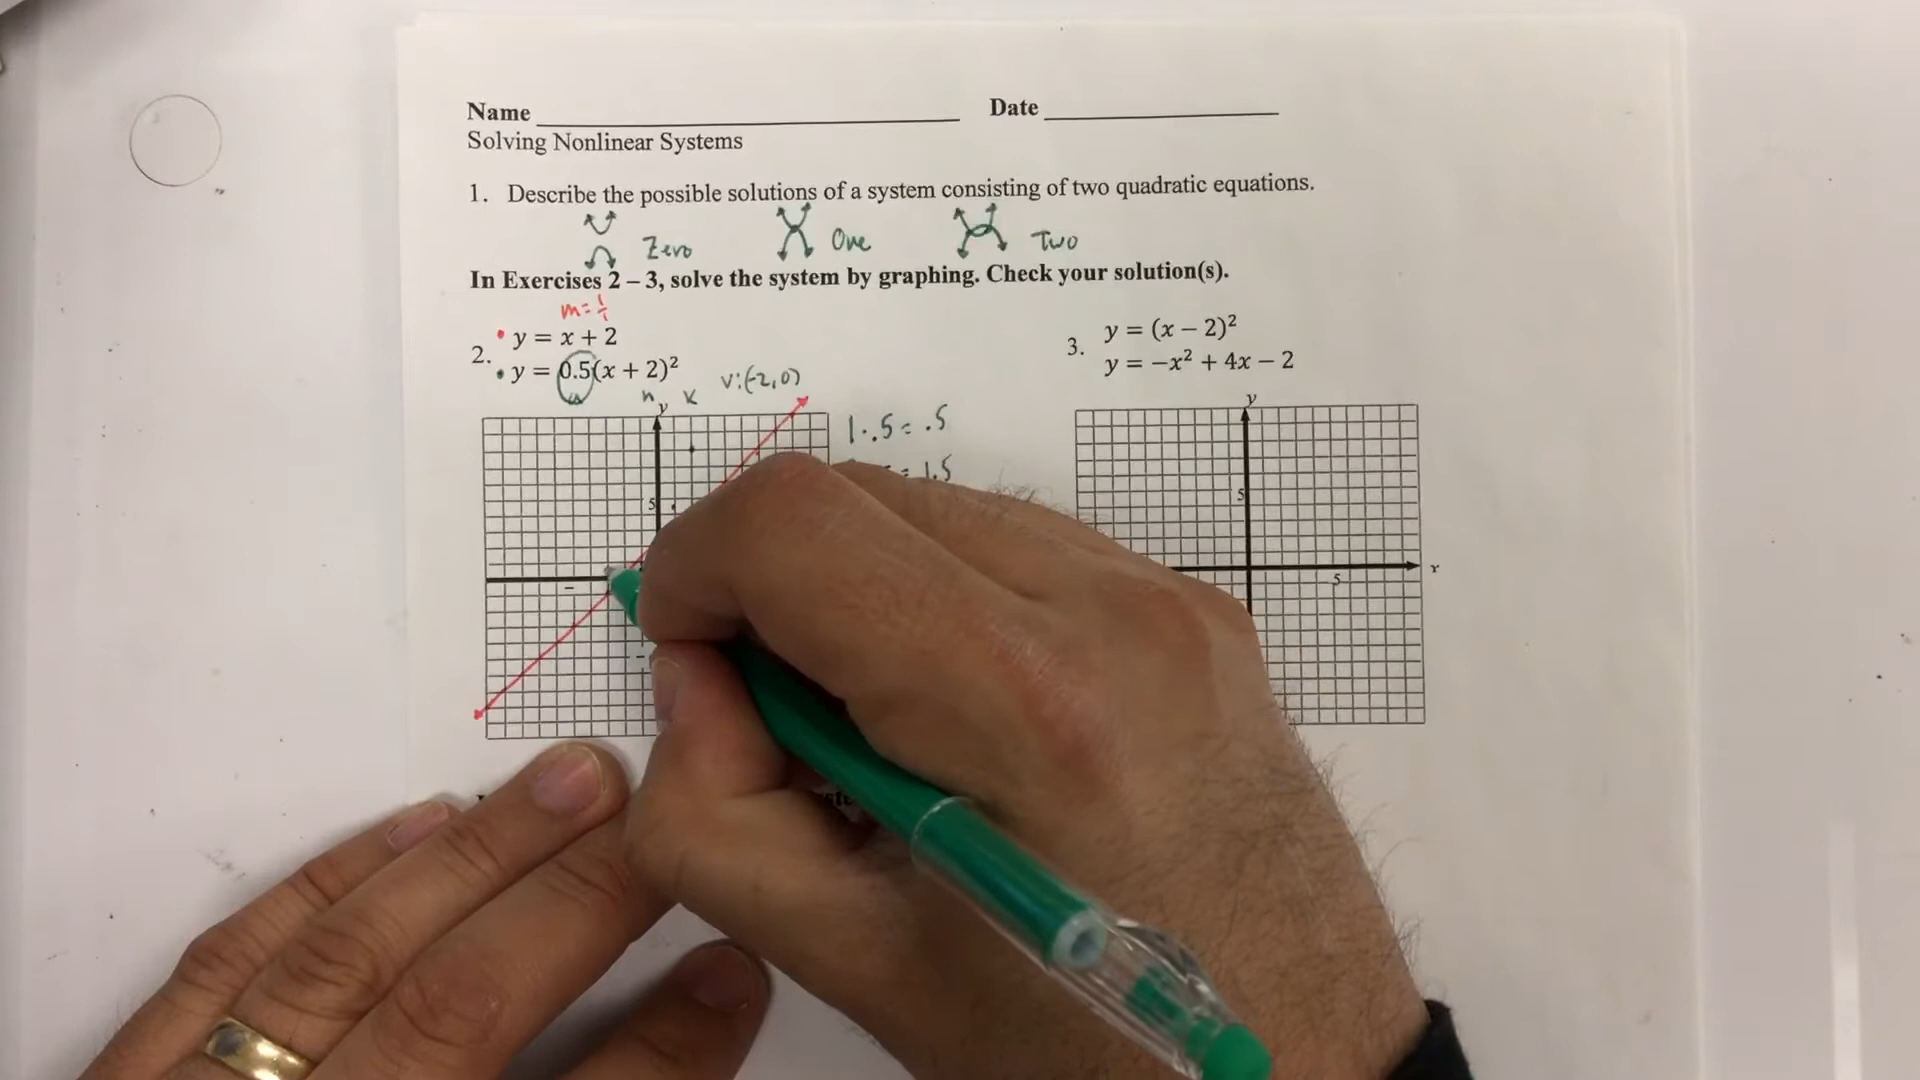 Name Date
Solving Nonlinear Systems
1. Describe the possible solutions of a system consisting of two quadratic equations.
Zero One Two
In Exercises 2 – 3, solve the system by graphing. Check your solution(s).
m = 1/1
2. y = x + 2
y = 0.5(x + 2)²
a h k v:(-2,0)
3. y = (x – 2)²
y = −x² + 4x – 2
y
1·.5 = .5
= 1.5
5
y
5
5
x